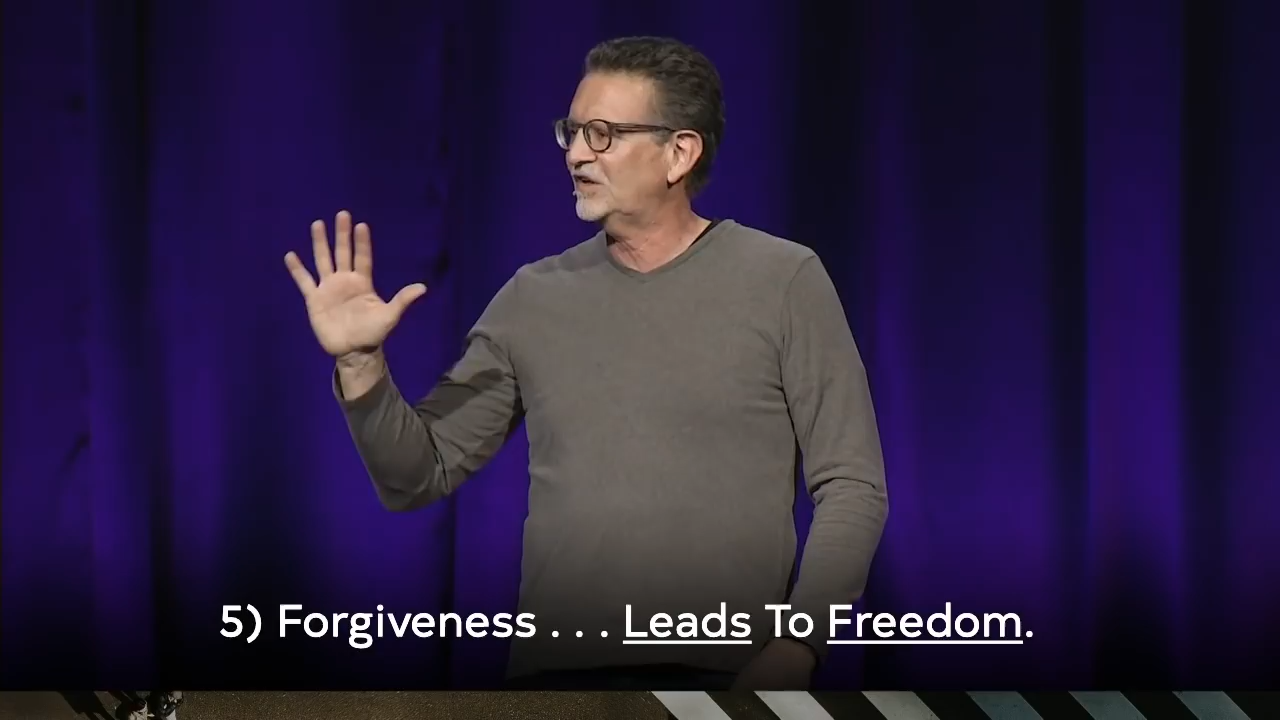 5) Forgiveness . . . Leads To Freedom.